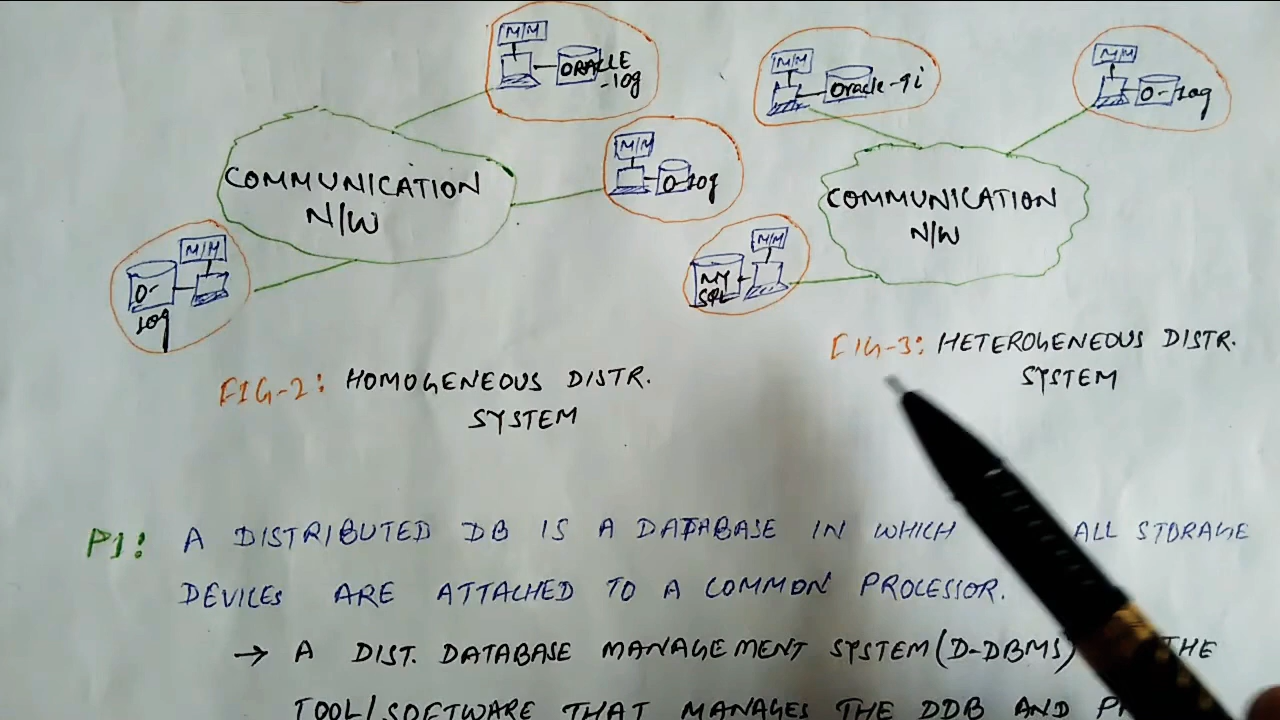 M/M
ORACLE
-10g
M/M
O-10g
COMMUNICATION
N/W
M/M
O-
10g
FIG-2: HOMOGENEOUS DISTR.
SYSTEM
M/M
Oracle-9i
M/M
O-10g
COMMUNICATION
N/W
M/M
MY
SQL
FIG-3: HETEROGENEOUS DISTR.
SYSTEM
P1: A DISTRIBUTED DB IS A DATABASE IN WHICH ALL STORAGE
DEVICES ARE ATTACHED TO A COMMON PROCESSOR.
→ A DIST. DATABASE MANAGEMENT SYSTEM (D-DBMS) THE
TOOL/SOFTWARE THAT MANAGES THE DDB AND